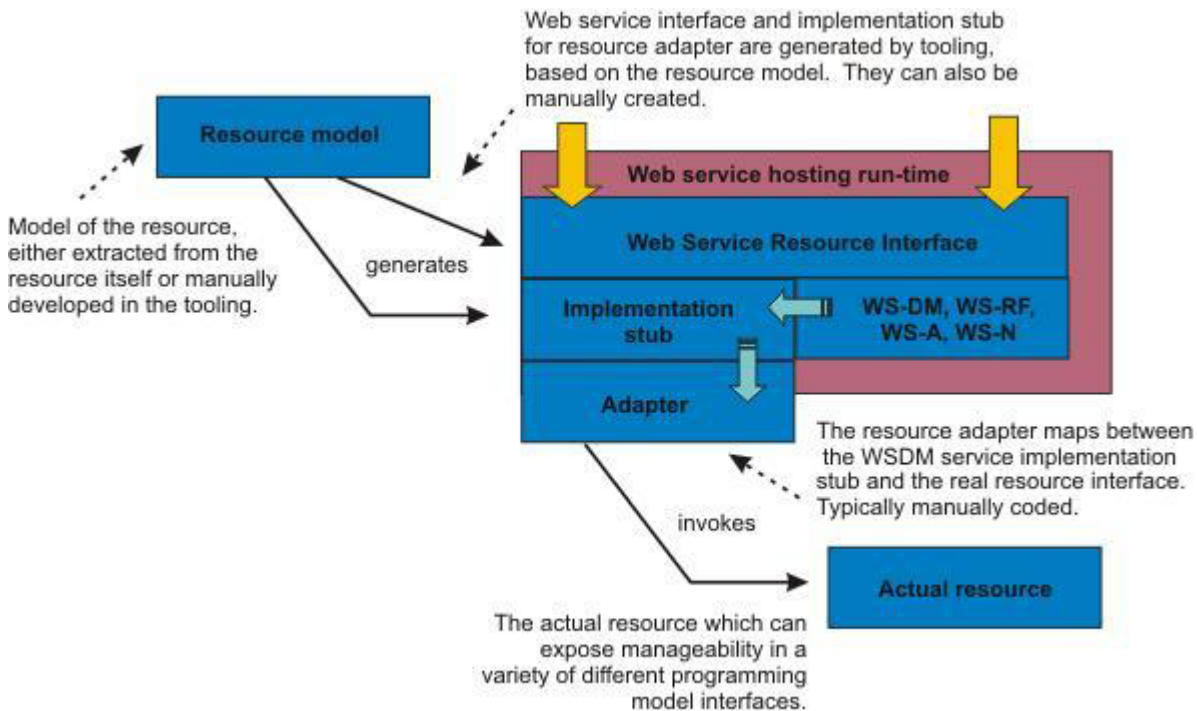 Web service interface and implementation stub
for resource adapter are generated by tooling,
based on the resource model. They can also be
manually created.
Resource model
Web service hosting run-time
Model of the resource,
either extracted from the
resource itself or manually
developed in the tooling.
generates
Web Service Resource Interface
Implementation
stub
WS-DM, WS-RF,
WS-A, WS-N
Adapter
The resource adapter maps between
the WSDM service implementation
stub and the real resource interface.
Typically manually coded.
invokes
Actual resource
The actual resource which can
expose manageability in a
variety of different programming
model interfaces.